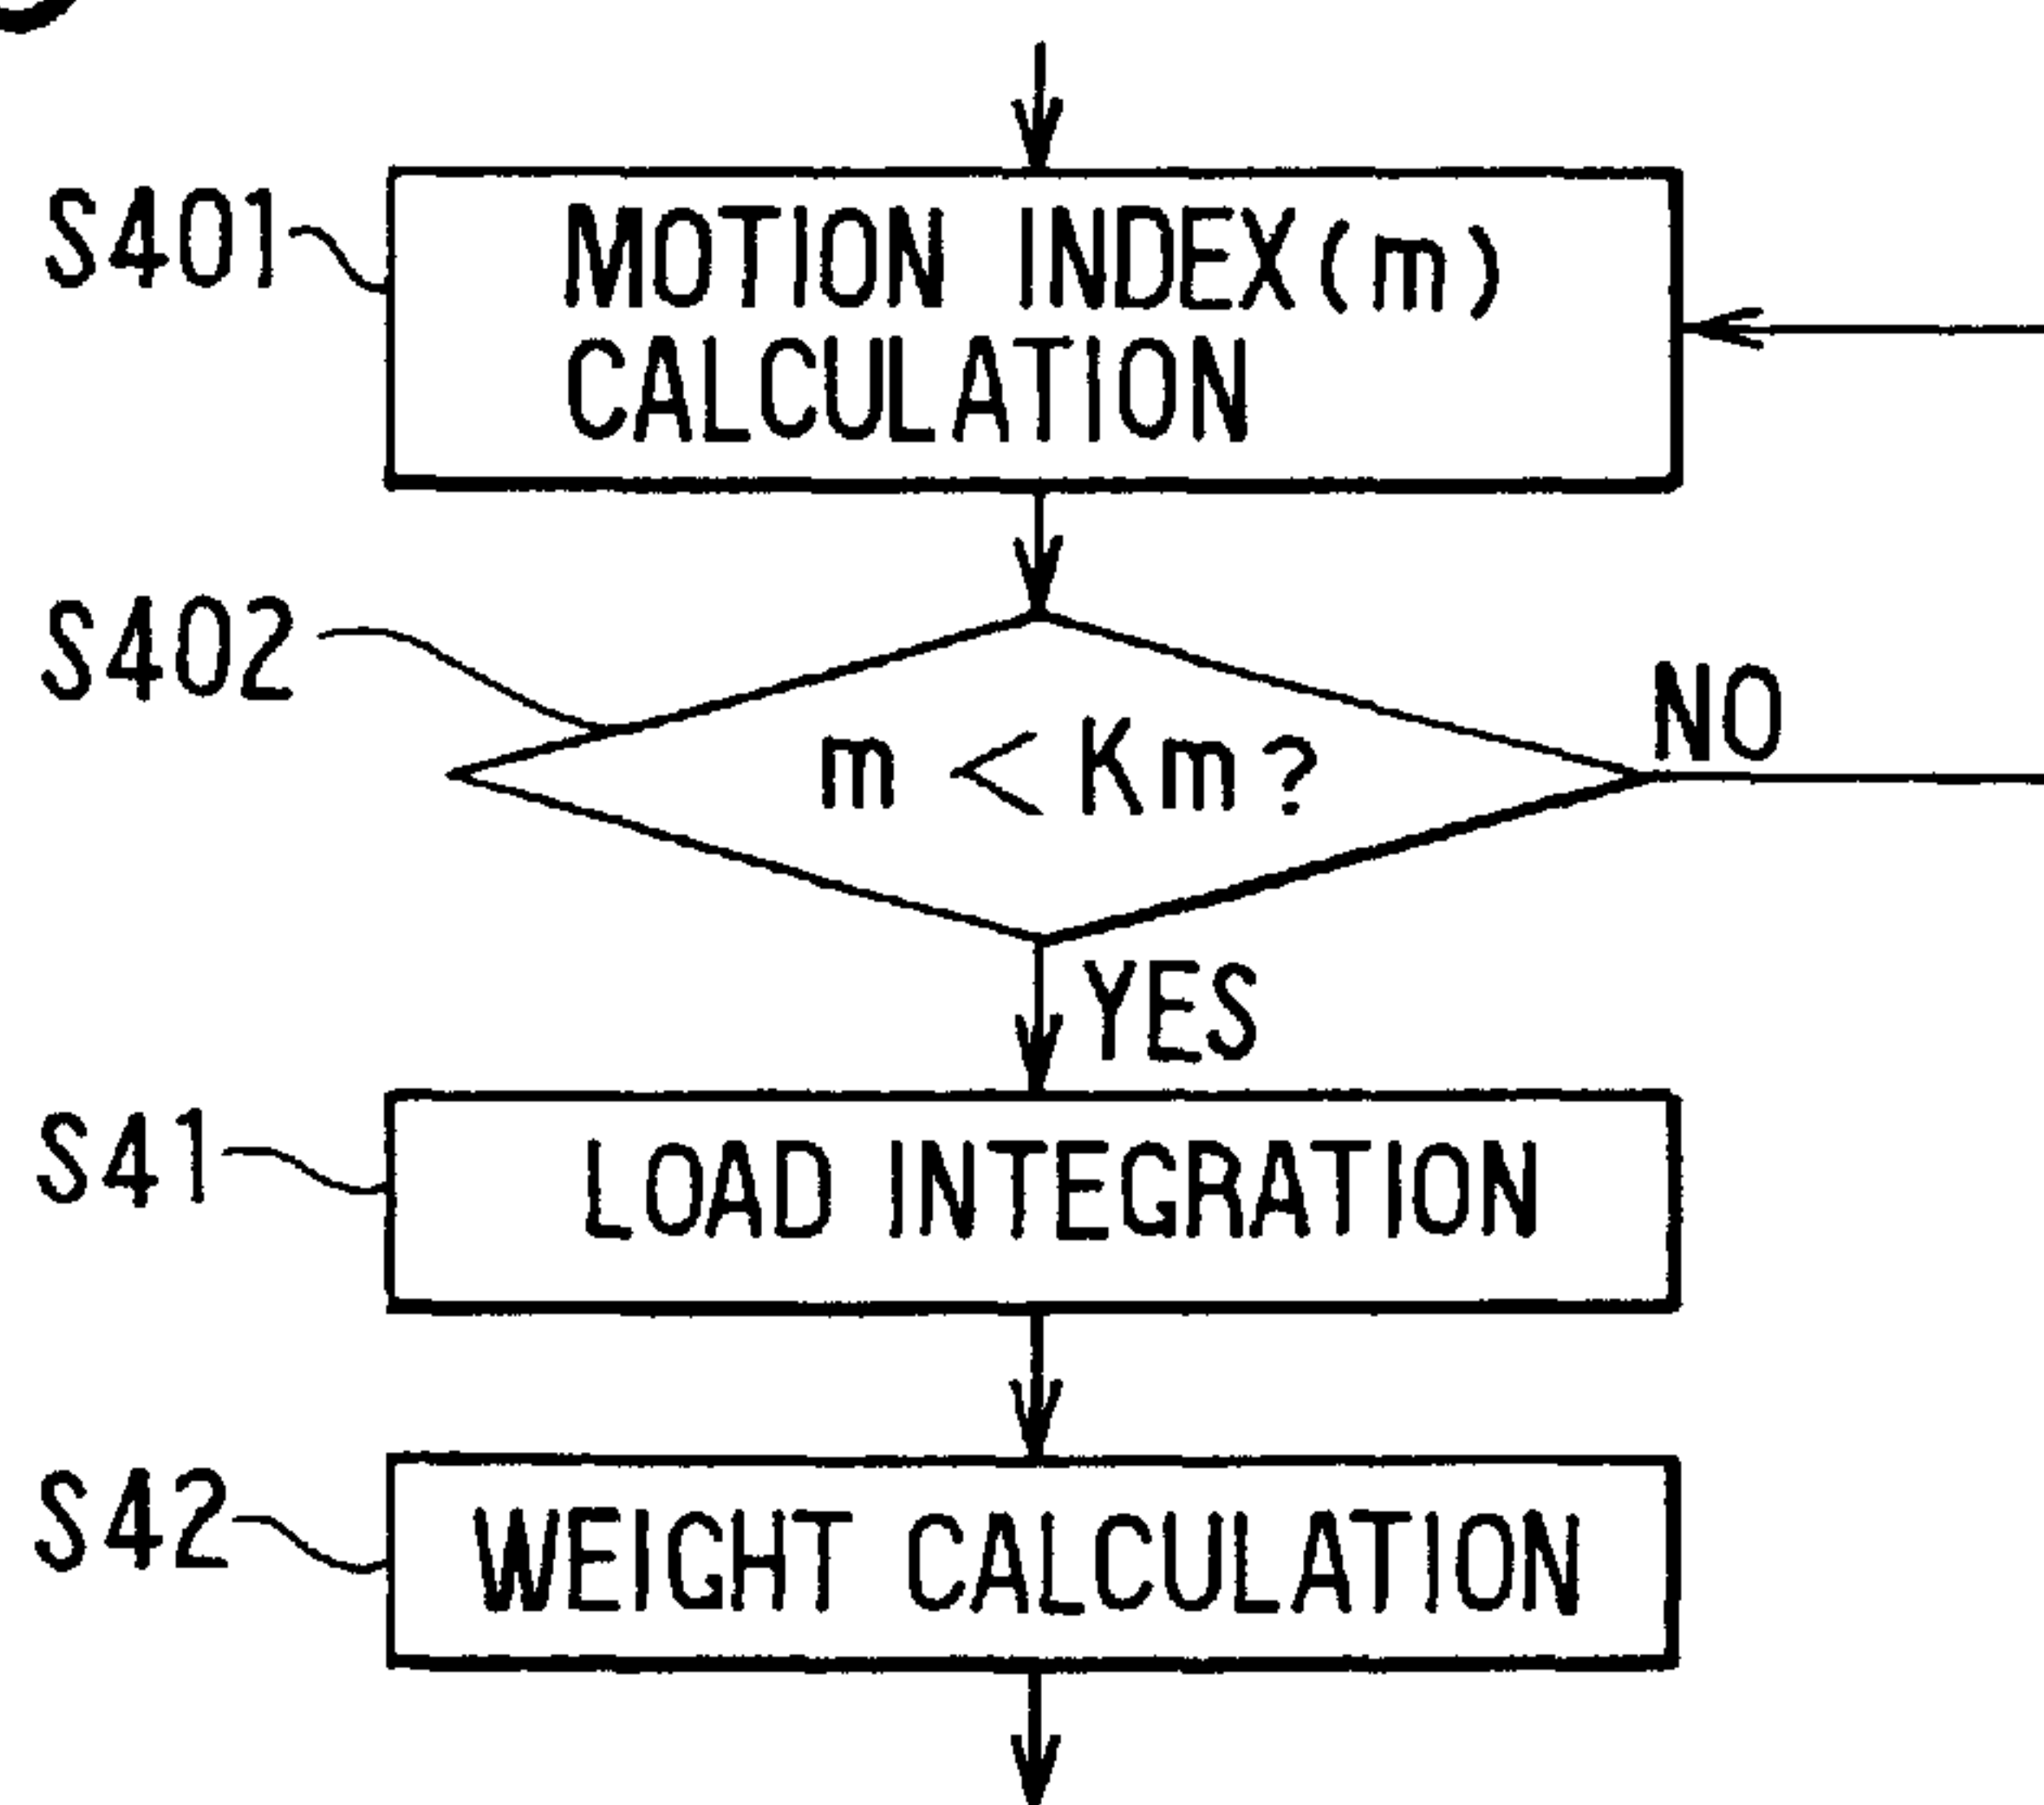 S401
MOTION INDEX(m)
CALCULATION
S402
m < Km?
NO
YES
S41
LOAD INTEGRATION
S42
WEIGHT CALCULATION